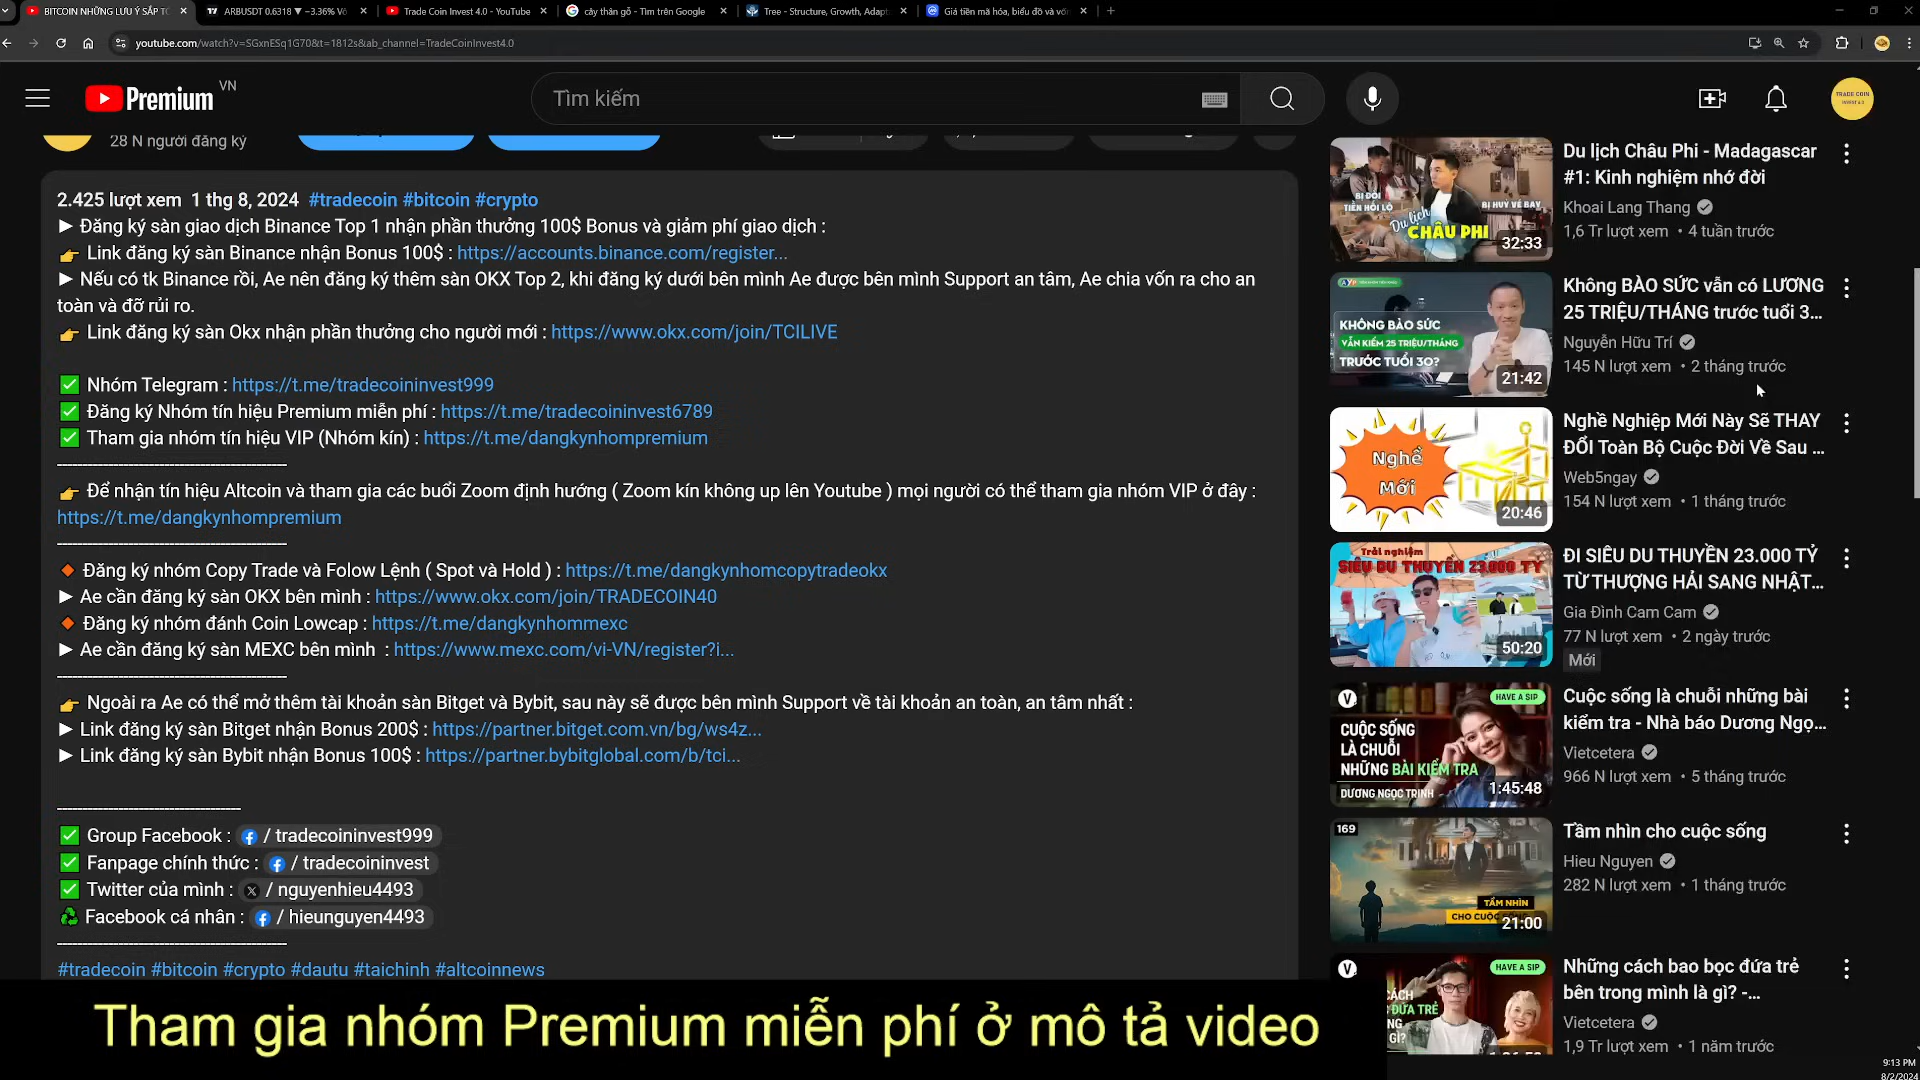 BITCOIN NHỮNG LƯU Ý SẮP TỚ
ARBUSDT 0.6318 ▼ −3.36% Vô
Trade Coin Invest 4.0 - YouTube
cây thân gỗ - Tìm trên Google
Tree - Structure, Growth, Adapt
Giá tiền mã hóa, biểu đồ và vốn
youtube.com/watch?v=SGxnESq1G70&t=1812s&ab_channel=TradeCoinInvest4.0
Premium VN
Tìm kiếm
TRADE COIN
INVEST 4.0
28 N người đăng ký
2.425 lượt xem 1 thg 8, 2024 #tradecoin #bitcoin #crypto
► Đăng ký sàn giao dịch Binance Top 1 nhận phần thưởng 100$ Bonus và giảm phí giao dịch :
👉 Link đăng ký sàn Binance nhận Bonus 100$ : https://accounts.binance.com/register...
► Nếu có tk Binance rồi, Ae nên đăng ký thêm sàn OKX Top 2, khi đăng ký dưới bên mình Ae được bên mình Support an tâm, Ae chia vốn ra cho an
toàn và đỡ rủi ro.
👉 Link đăng ký sàn Okx nhận phần thưởng cho người mới : https://www.okx.com/join/TCILIVE
✅ Nhóm Telegram : https://t.me/tradecoininvest999
✅ Đăng ký Nhóm tín hiệu Premium miễn phí : https://t.me/tradecoininvest6789
✅ Tham gia nhóm tín hiệu VIP (Nhóm kín) : https://t.me/dangkynhompremium
---------------------------------------------
👉 Để nhận tín hiệu Altcoin và tham gia các buổi Zoom định hướng ( Zoom kín không up lên Youtube ) mọi người có thể tham gia nhóm VIP ở đây :
https://t.me/dangkynhompremium
---------------------------------------------
🔸 Đăng ký nhóm Copy Trade và Folow Lệnh ( Spot và Hold ) : https://t.me/dangkynhomcopytradeokx
► Ae cần đăng ký sàn OKX bên mình : https://www.okx.com/join/TRADECOIN40
🔸 Đăng ký nhóm đánh Coin Lowcap : https://t.me/dangkynhommexc
► Ae cần đăng ký sàn MEXC bên mình : https://www.mexc.com/vi-VN/register?i...
---------------------------------------------
👉 Ngoài ra Ae có thể mở thêm tài khoản sàn Bitget và Bybit, sau này sẽ được bên mình Support về tài khoản an toàn, an tâm nhất :
► Link đăng ký sàn Bitget nhận Bonus 200$ : https://partner.bitget.com.vn/bg/ws4z...
► Link đăng ký sàn Bybit nhận Bonus 100$ : https://partner.bybitglobal.com/b/tci...
------------------------------------
✅ Group Facebook : / tradecoininvest999
✅ Fanpage chính thức : / tradecoininvest
✅ Twitter của mình : / nguyenhieu4493
♻ Facebook cá nhân : / hieunguyen4493
---------------------------------------------
#tradecoin #bitcoin #crypto #dautu #taichinh #altcoinnews
Tham gia nhóm Premium miễn phí ở mô tả video
BỊ ĐÒI
TIỀN HỐI LỘ
BỊ HUỶ VÉ BAY
Du lịch
CHÂU PHI
32:33
Du lịch Châu Phi - Madagascar
#1: Kinh nghiệm nhớ đời
Khoai Lang Thang
1,6 Tr lượt xem • 4 tuần trước
AYP
KHÔNG BÀO SỨC
VẪN KIẾM 25 TRIỆU/THÁNG
TRƯỚC TUỔI 30?
21:42
Không BÀO SỨC vẫn có LƯƠNG
25 TRIỆU/THÁNG trước tuổi 3...
Nguyễn Hữu Trí
145 N lượt xem • 2 tháng trước
Nghề
Mới
20:46
Nghề Nghiệp Mới Này Sẽ THAY
ĐỔI Toàn Bộ Cuộc Đời Về Sau ...
Web5ngay
154 N lượt xem • 1 tháng trước
Trải nghiệm
SIÊU DU THUYỀN 23.000 TỶ
50:20
ĐI SIÊU DU THUYỀN 23.000 TỶ
TỪ THƯỢNG HẢI SANG NHẬT...
Gia Đình Cam Cam
77 N lượt xem • 2 ngày trước
Mới
HAVE A SIP
CUỘC SỐNG
LÀ CHUỖI
NHỮNG BÀI KIỂM TRA
DƯƠNG NGỌC TRINH
1:45:48
Cuộc sống là chuỗi những bài
kiểm tra - Nhà báo Dương Ngọ...
Vietcetera
966 N lượt xem • 5 tháng trước
169
TẦM NHÌN
CHO CUỘC SỐNG
21:00
Tầm nhìn cho cuộc sống
Hieu Nguyen
282 N lượt xem • 1 tháng trước
HAVE A SIP
Những cách bao bọc đứa trẻ
bên trong mình là gì? -...
Vietcetera
1,9 Tr lượt xem • 1 năm trước
9:13 PM
8/2/2024